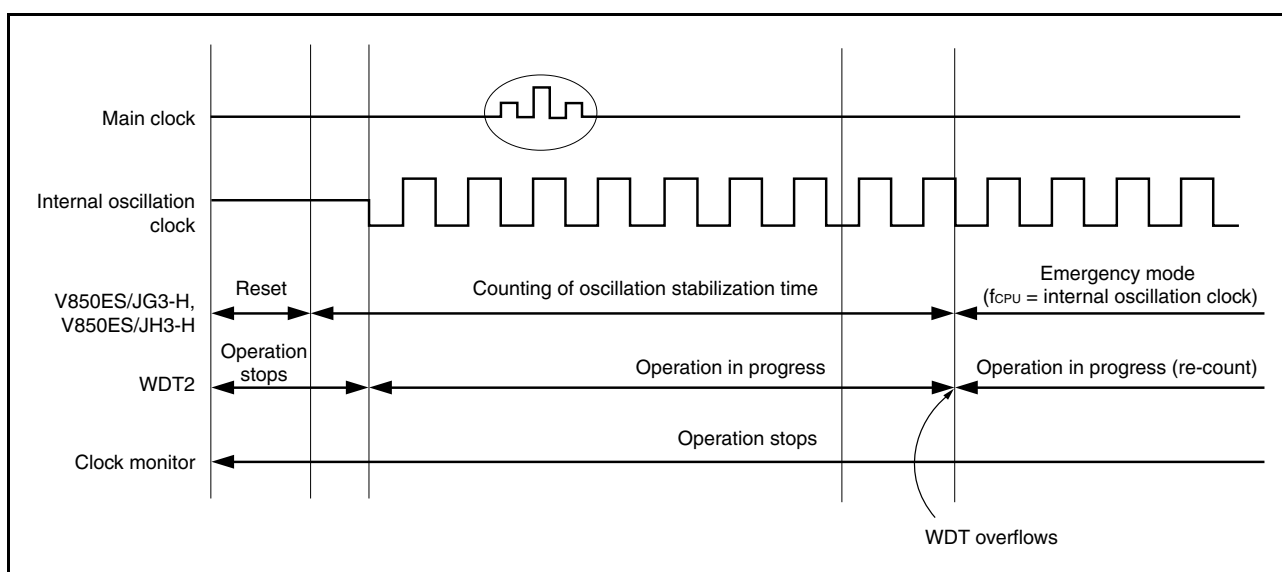 Main clock
Internal oscillation
clock
V850ES/JG3-H,
V850ES/JH3-H
Reset
Counting of oscillation stabilization time
Emergency mode
(fCPU = internal oscillation clock)
WDT2
Operation
stops
Operation in progress
Operation in progress (re-count)
Clock monitor
Operation stops
WDT overflows